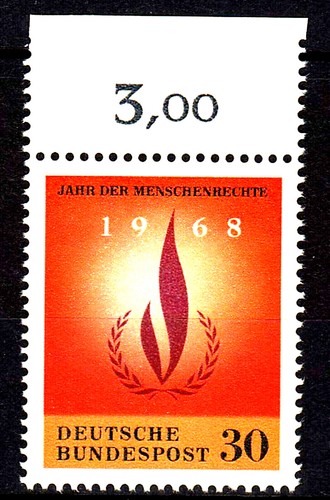 3,00
JAHR DER MENSCHENRECHTE
1968
DEUTSCHE
BUNDESPOST 30